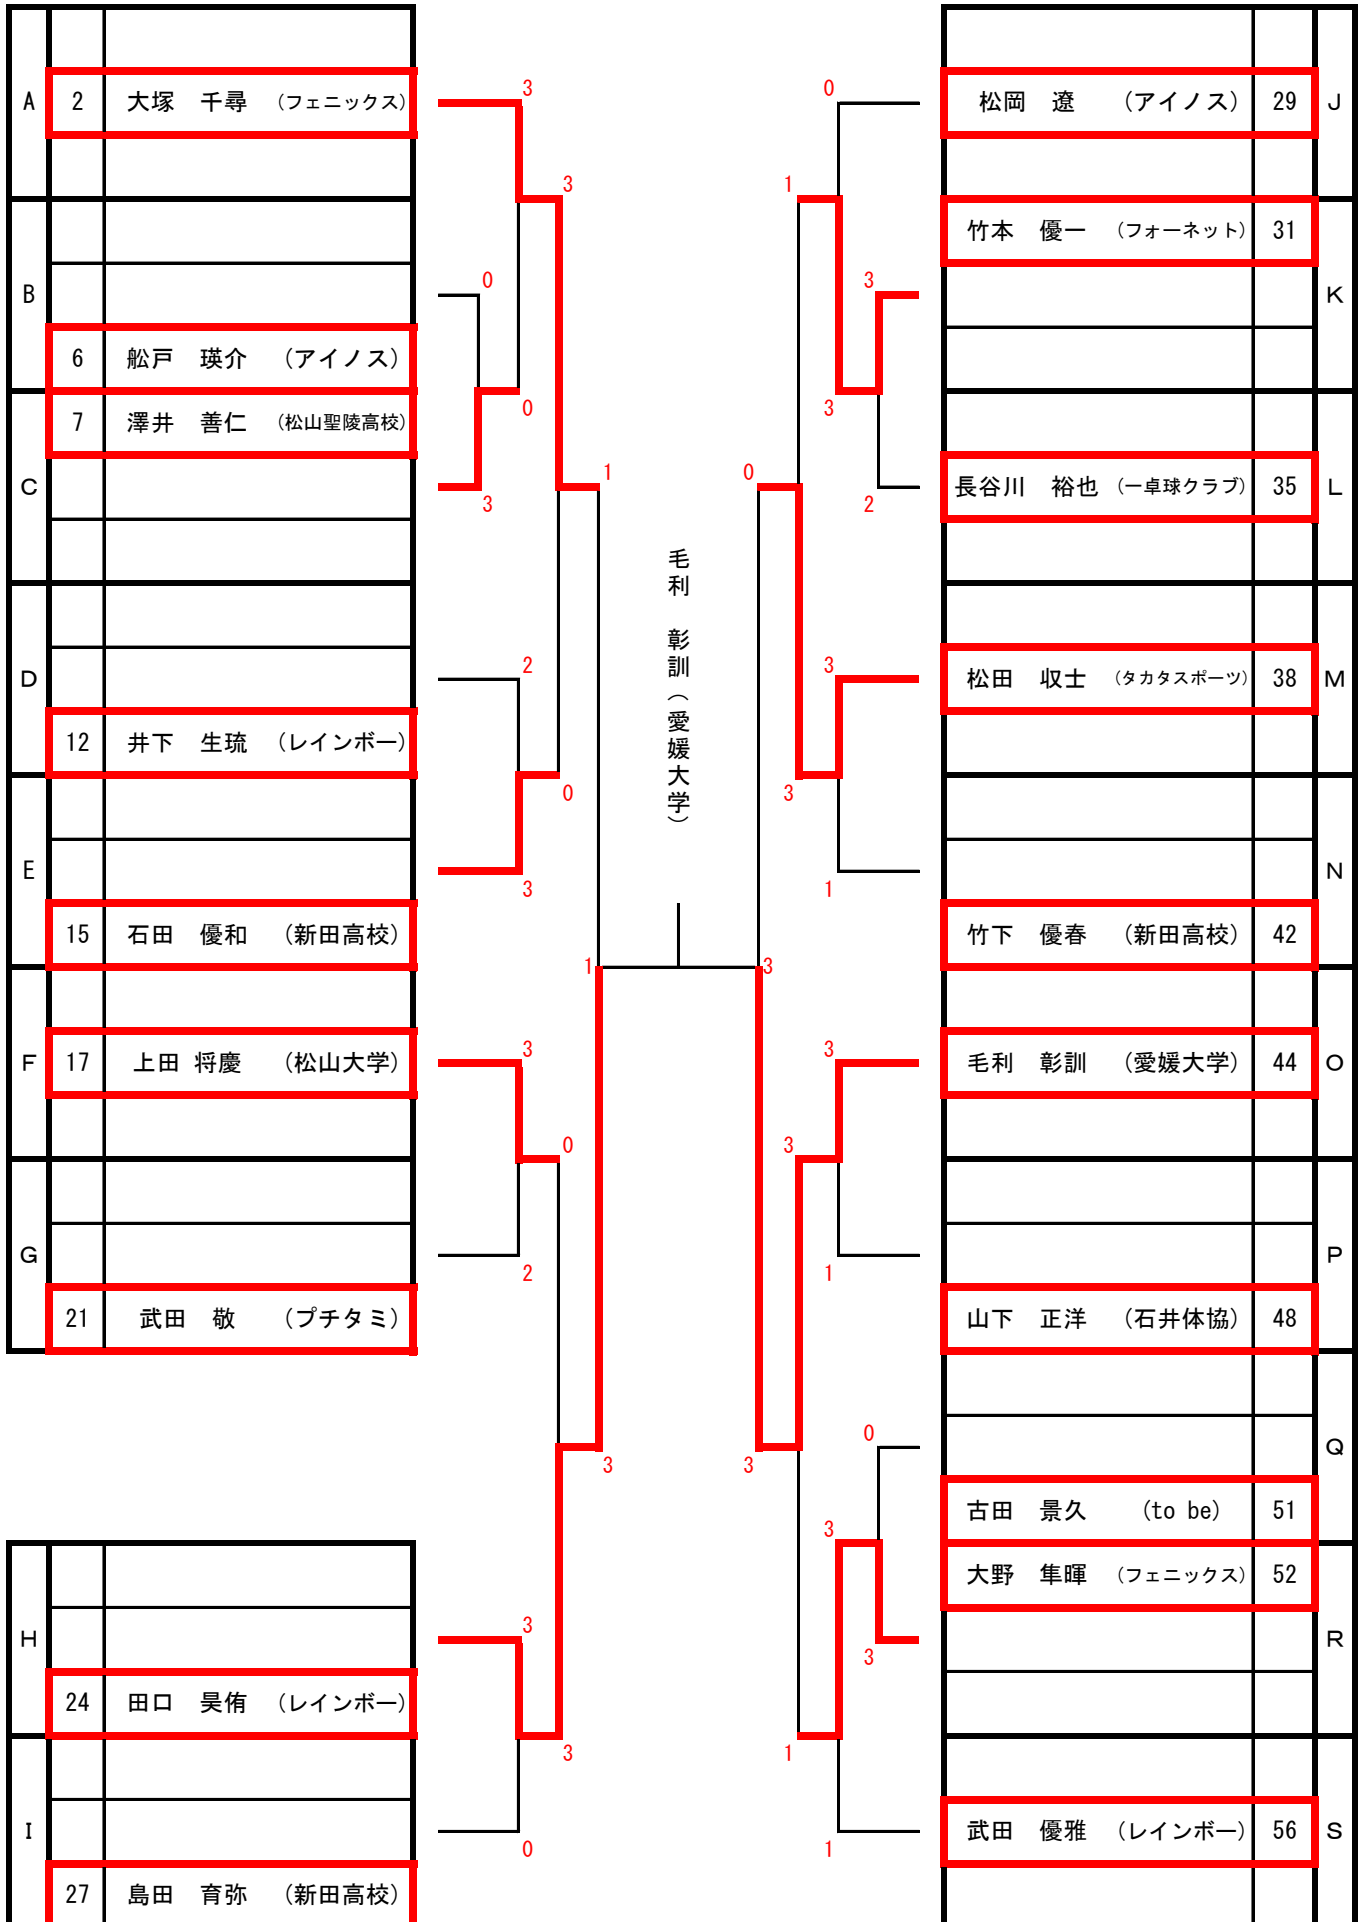 A 2 大塚 千尋 (フェニックス)
B
6 舩戸 瑛介 (アイノス)
7 澤井 善仁 (松山聖陵高校)
C
D
12 井下 生琉 (レインボー)
E
15 石田 優和 (新田高校)
F 17 上田 将慶 (松山大学)
G
21 武田 敬 (プチタミ)
H
24 田口 昊侑 (レインボー)
I
27 島田 育弥 (新田高校)
3
3
0
0
3
1
2
0
3
1
3
0
2
3
3
3
0
毛利 彰訓(愛媛大学)
0
1
3
3
0
2
3
3
1
3
3
3
1
0
3
3
3
1
1
松岡 遼 (アイノス) 29 J
竹本 優一 (フォーネット) 31
K
長谷川 裕也 (一卓球クラブ) 35 L
松田 収士 (タカタスポーツ) 38 M
N
竹下 優春 (新田高校) 42
毛利 彰訓 (愛媛大学) 44 O
P
山下 正洋 (石井体協) 48
Q
古田 景久 (to be) 51
大野 隼暉 (フェニックス) 52
R
武田 優雅 (レインボー) 56 S